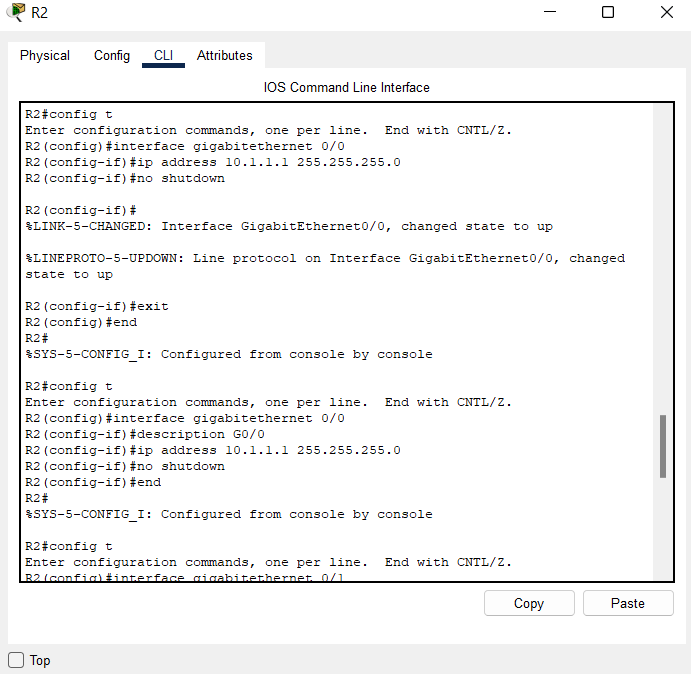 R2
Physical Config CLI Attributes
IOS Command Line Interface
R2#config t
Enter configuration commands, one per line.  End with CNTL/Z.
R2(config)#interface gigabitethernet 0/0
R2(config-if)#ip address 10.1.1.1 255.255.255.0
R2(config-if)#no shutdown
R2(config-if)#
%LINK-5-CHANGED: Interface GigabitEthernet0/0, changed state to up
%LINEPROTO-5-UPDOWN: Line protocol on Interface GigabitEthernet0/0, changed
state to up
R2(config-if)#exit
R2(config)#end
R2#
%SYS-5-CONFIG_I: Configured from console by console
R2#config t
Enter configuration commands, one per line.  End with CNTL/Z.
R2(config)#interface gigabitethernet 0/0
R2(config-if)#description G0/0
R2(config-if)#ip address 10.1.1.1 255.255.255.0
R2(config-if)#no shutdown
R2(config-if)#end
R2#
%SYS-5-CONFIG_I: Configured from console by console
R2#config t
Enter configuration commands, one per line.  End with CNTL/Z.
R2(config)#interface gigabitethernet 0/1
Copy Paste
Top